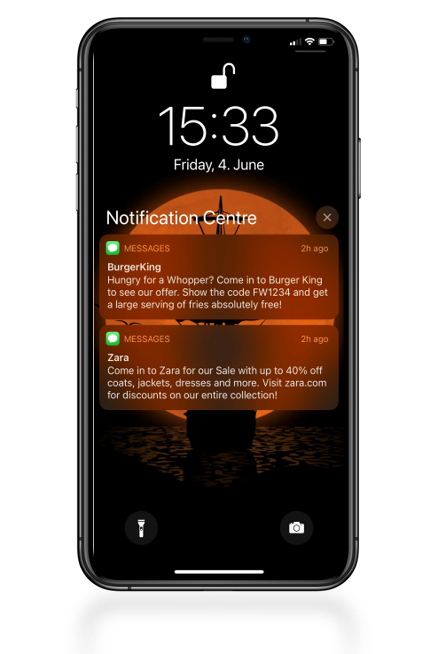 15:33
Friday, 4. June
Notification Centre
MESSAGES 2h ago
BurgerKing
Hungry for a Whopper? Come in to Burger King
to see our offer. Show the code FW1234 and get
a large serving of fries absolutely free!
MESSAGES 2h ago
Zara
Come in to Zara for our Sale with up to 40% off
coats, jackets, dresses and more. Visit zara.com
for discounts on our entire collection!